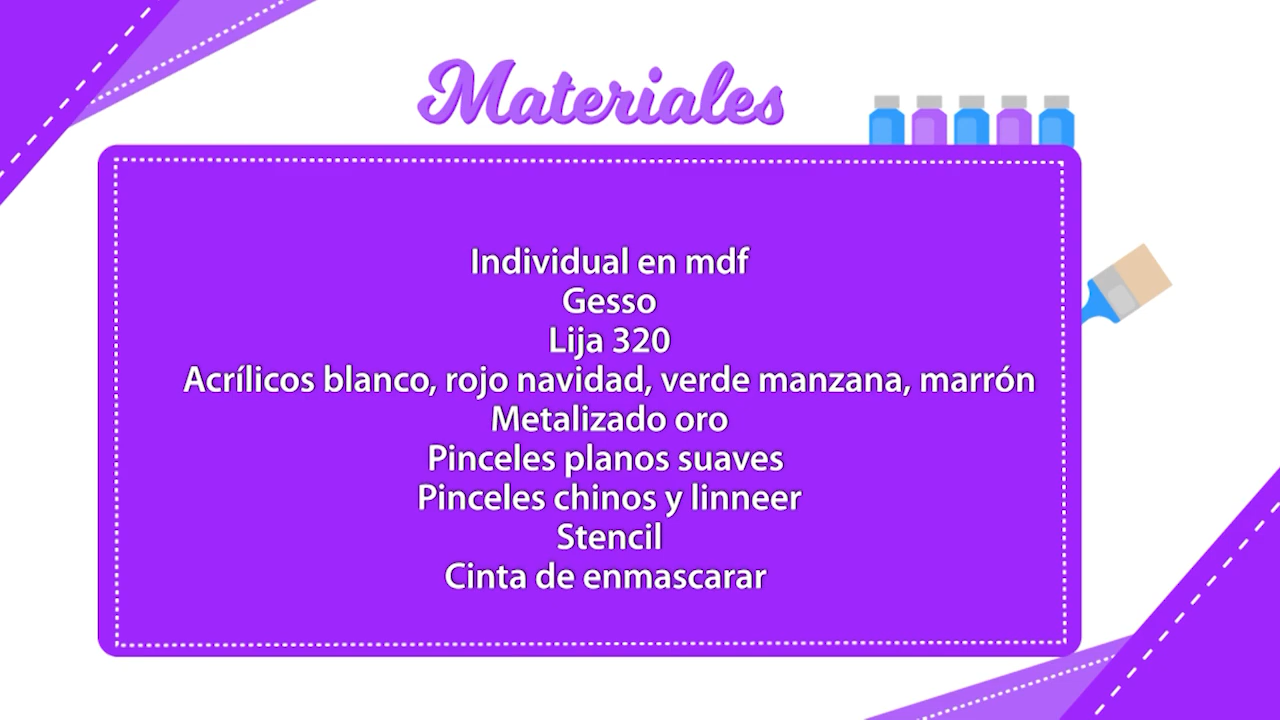 Materiales
Individual en mdf
Gesso
Lija 320
Acrílicos blanco, rojo navidad, verde manzana, marrón
Metalizado oro
Pinceles planos suaves
Pinceles chinos y linneer
Stencil
Cinta de enmascarar